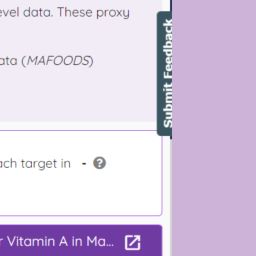 evel data. These proxy
ata (MAFOODS)
Submit Feedback
ach target in -
r Vitamin A in Ma...